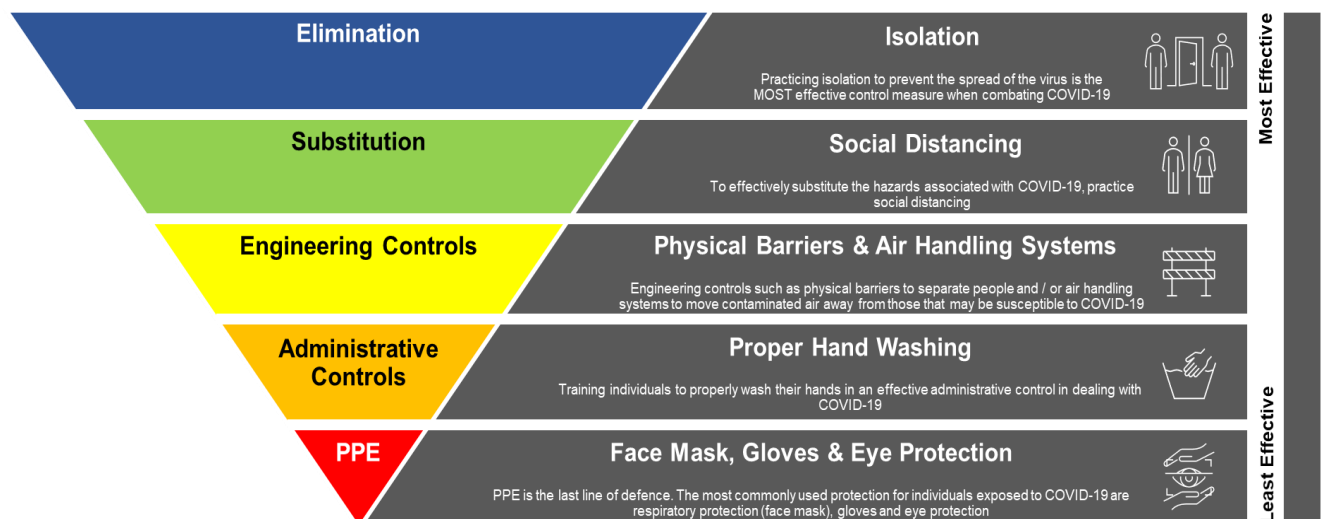 Elimination
Isolation
Practicing isolation to prevent the spread of the virus is the
MOST effective control measure when combating COVID-19
Most Effective
Substitution
Social Distancing
To effectively substitute the hazards associated with COVID-19, practice
social distancing
Engineering Controls
Physical Barriers & Air Handling Systems
Engineering controls such as physical barriers to separate people and / or air handling
systems to move contaminated air away from those that may be susceptible to COVID-19
Administrative
Controls
Proper Hand Washing
Training individuals to properly wash their hands in an effective administrative control in dealing with
COVID-19
PPE
Face Mask, Gloves & Eye Protection
PPE is the last line of defence. The most commonly used protection for individuals exposed to COVID-19 are
respiratory protection (face mask), gloves and eye protection
Least Effective